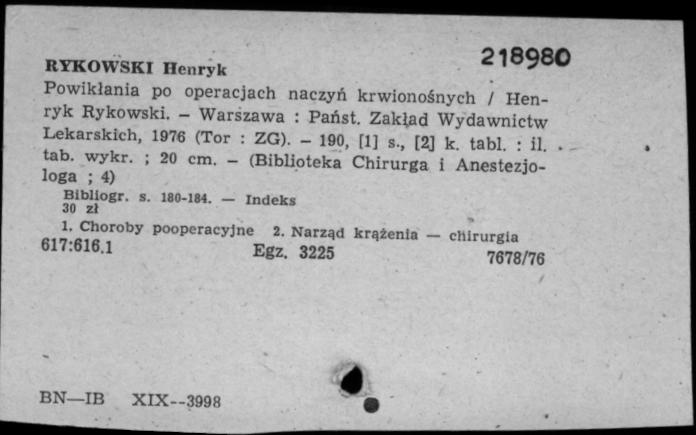 218980
RYKOWSKI Henryk
Powikłania po operacjach naczyń krwionośnych / Hen-
ryk Rykowski. — Warszawa : Państ. Zakład Wydawnictw
Lekarskich, 1976 (Tor : ZG). — 190, [1] s., [2] k. tabl. : il.
tab. wykr. ; 20 cm. — (Biblioteka Chirurga i Anestezjo-
loga ; 4)
Bibliogr. s. 180-184. — Indeks
30 zł
1. Choroby pooperacyjne 2. Narząd krążenia — chirurgia
617:616.1 Egz. 3225 7678/76
BN—IB XIX--3998